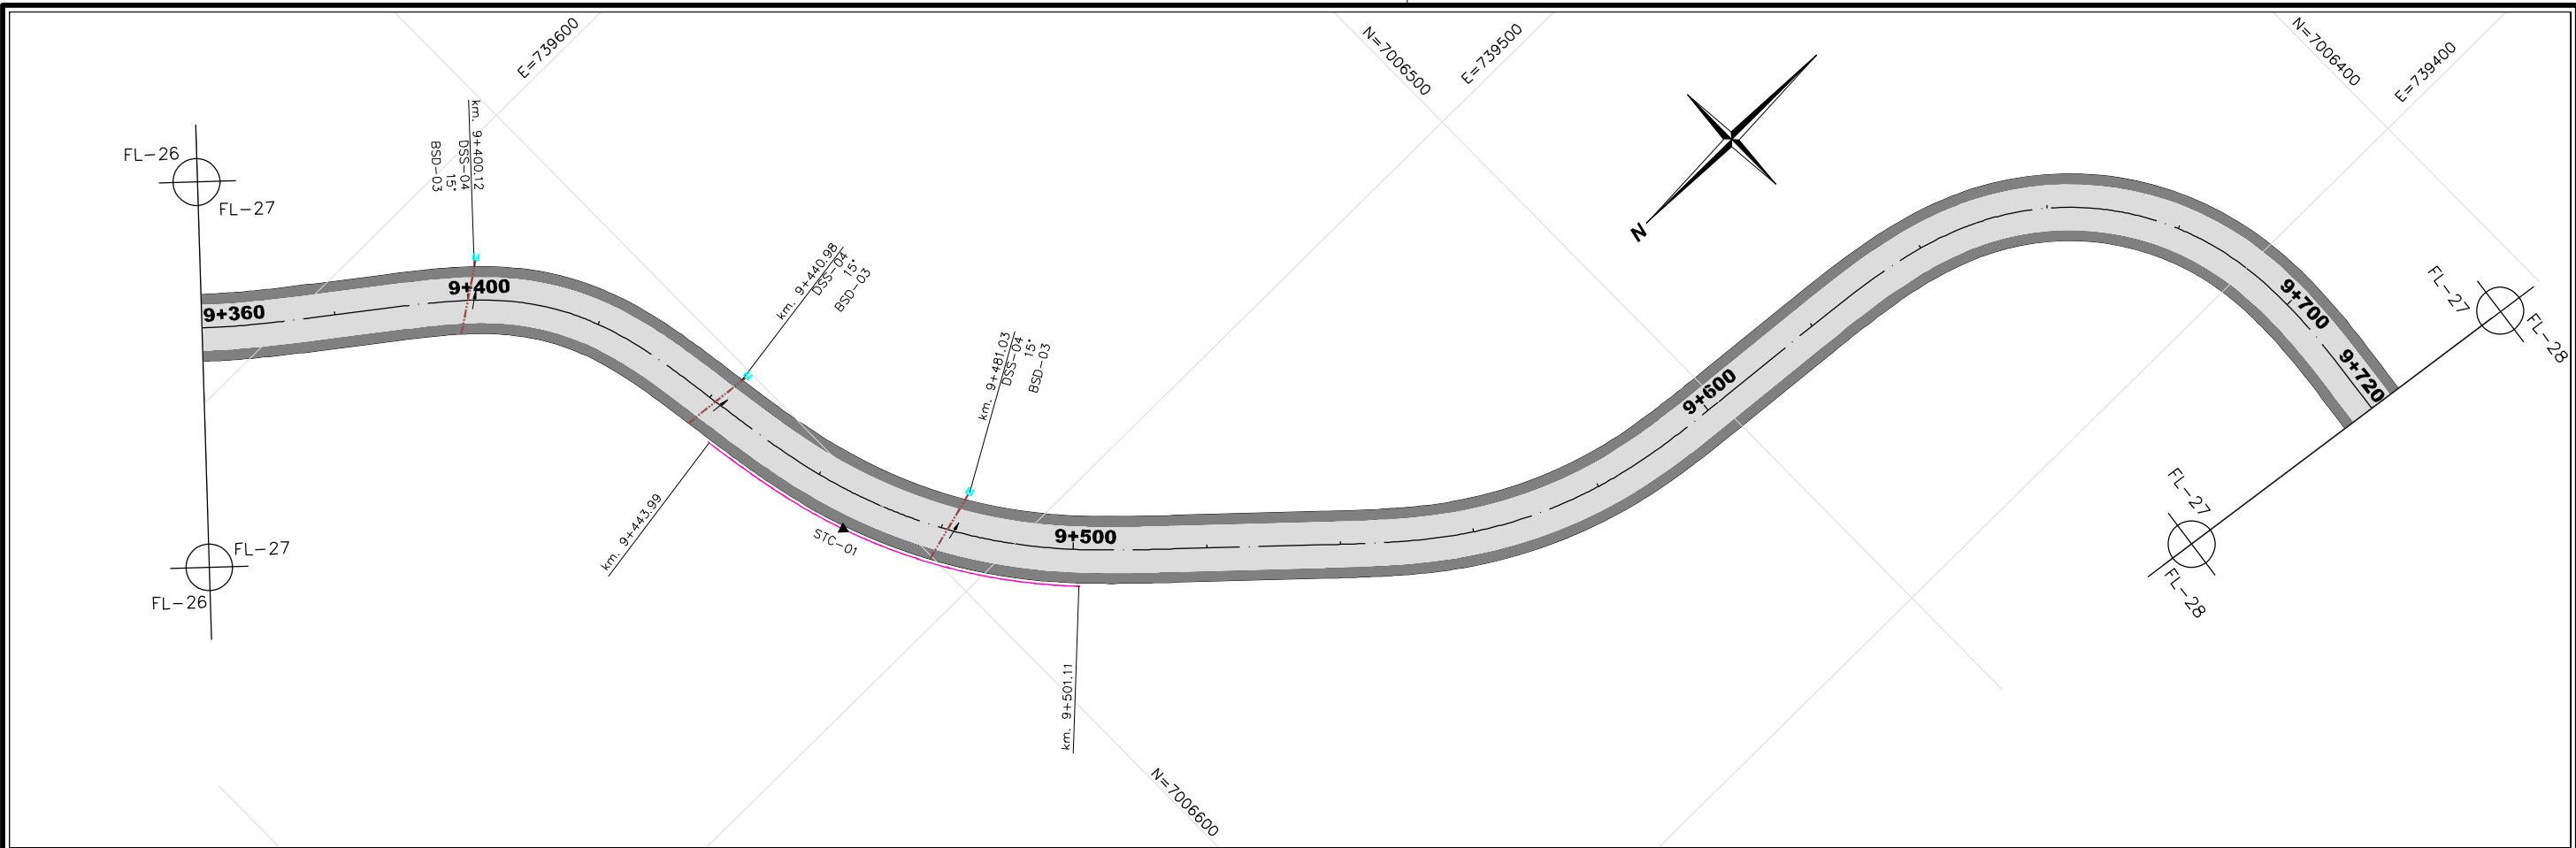 E=739600
N=7006500
E=739500
N=7006400
E=739400
FL-26
FL-27
km. 9+400.12
DSS-04
15°
BSD-03
N
9+360
9+400
km. 9+440.98
DSS-04
15°
BSD-03
km. 9+481.03
DSS-04
15°
BSD-03
9+700
9+720
FL-27
FL-28
9+600
km. 9+443.99
STC-01
9+500
FL-27
FL-28
FL-27
FL-26
km. 9+501.11
N=7006600